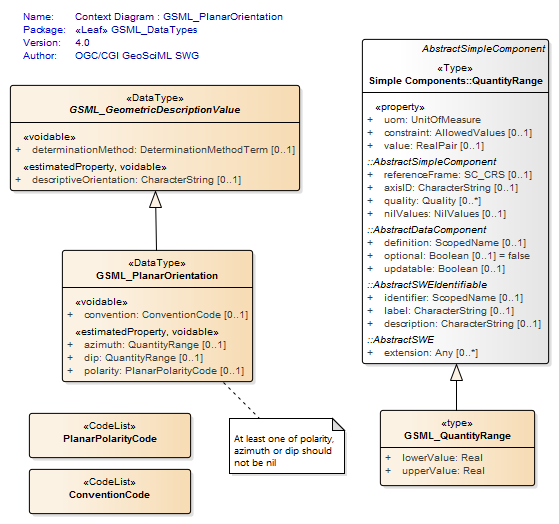 Name: Context Diagram : GSML_PlanarOrientation
Package: «Leaf» GSML_DataTypes
Version: 4.0
Author: OGC/CGI GeoSciML SWG
«DataType»
GSML_GeometricDescriptionValue
«voidable»
+ determinationMethod: DeterminationMethodTerm [0..1]
«estimatedProperty, voidable»
+ descriptiveOrientation: CharacterString [0..1]
«DataType»
GSML_PlanarOrientation
«voidable»
+ convention: ConventionCode [0..1]
«estimatedProperty, voidable»
+ azimuth: QuantityRange [0..1]
+ dip: QuantityRange [0..1]
+ polarity: PlanarPolarityCode [0..1]
«CodeList»
PlanarPolarityCode
«CodeList»
ConventionCode
At least one of polarity,
azimuth or dip should
not be nil
AbstractSimpleComponent
«Type»
Simple Components::QuantityRange
«property»
+ uom: UnitOfMeasure
+ constraint: AllowedValues [0..1]
+ value: RealPair [0..1]
::AbstractSimpleComponent
+ referenceFrame: SC_CRS [0..1]
+ axisID: CharacterString [0..1]
+ quality: Quality [0..*]
+ nilValues: NilValues [0..1]
::AbstractDataComponent
+ definition: ScopedName [0..1]
+ optional: Boolean [0..1] = false
+ updatable: Boolean [0..1]
::AbstractSWEIdentifiable
+ identifier: ScopedName [0..1]
+ label: CharacterString [0..1]
+ description: CharacterString [0..1]
::AbstractSWE
+ extension: Any [0..*]
«type»
GSML_QuantityRange
+ lowerValue: Real
+ upperValue: Real